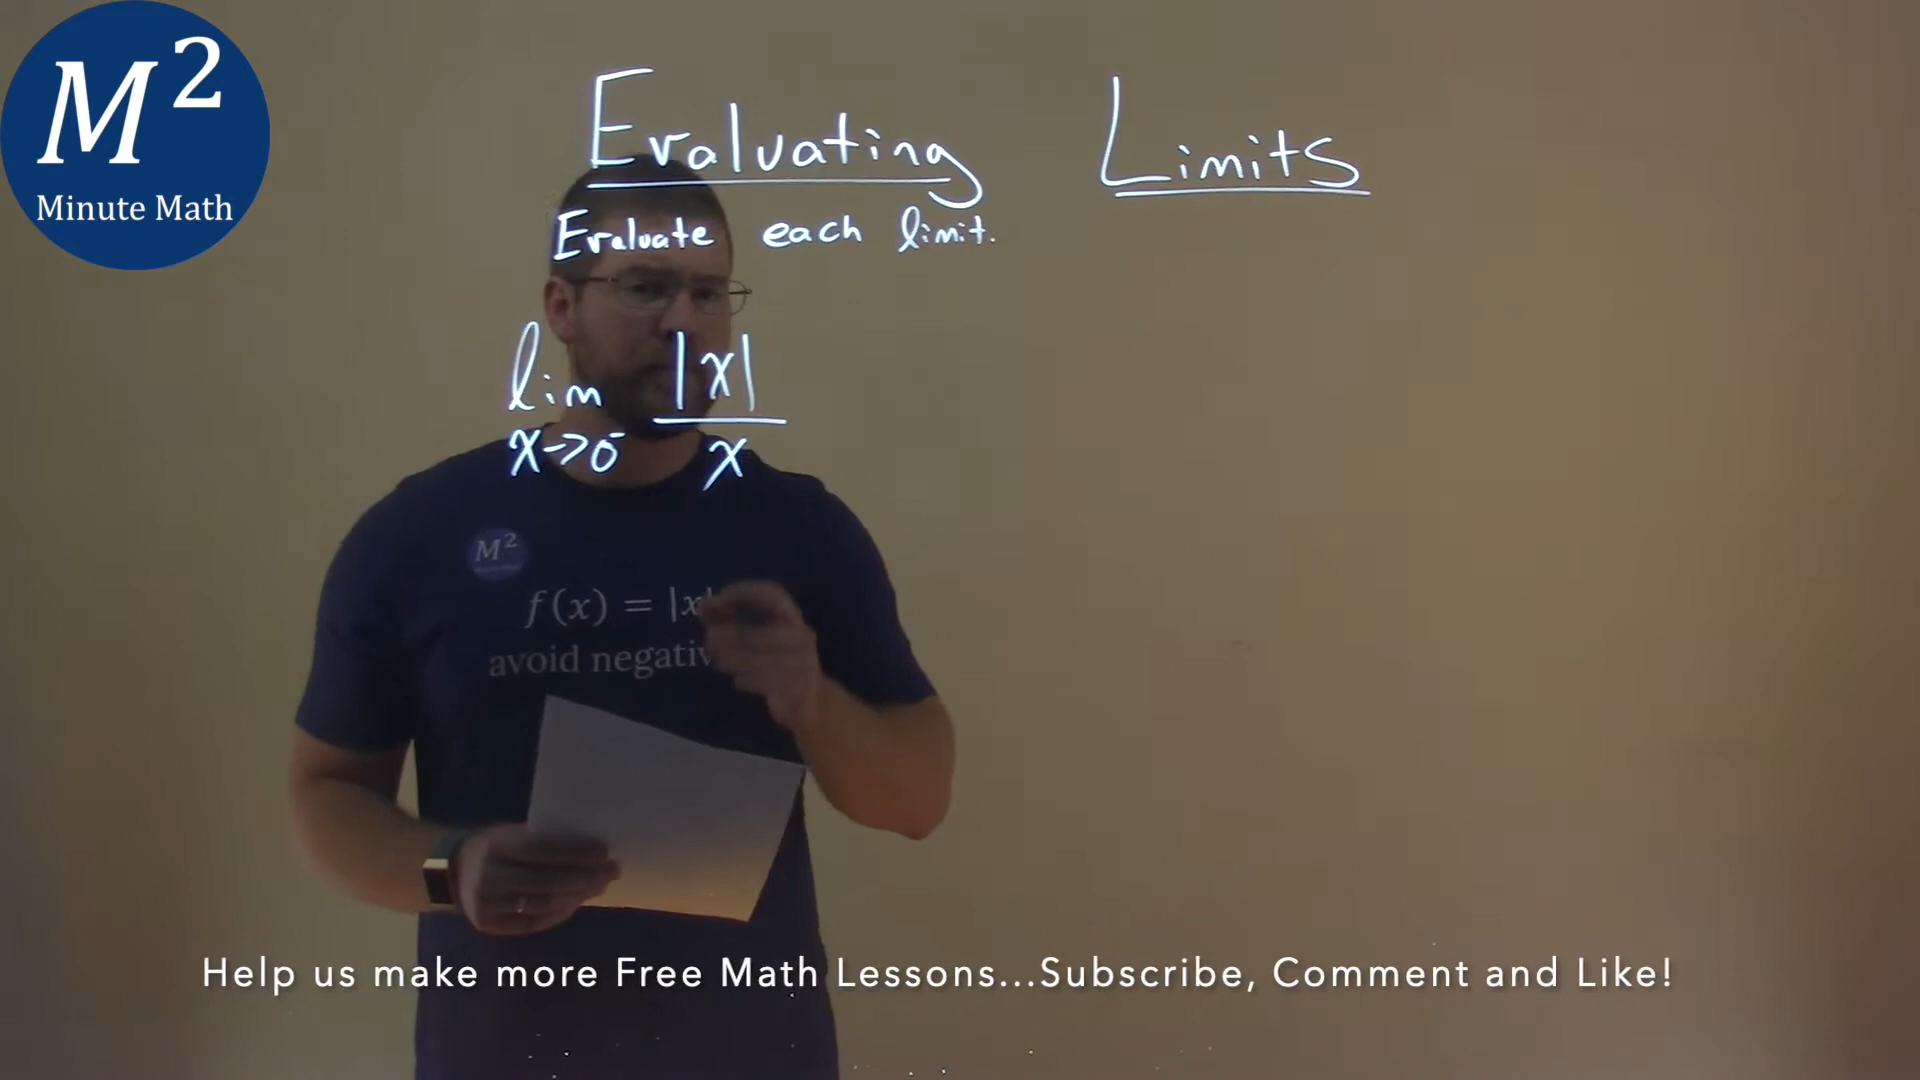 M²
Minute Math
Evaluating Limits
Evaluate each limit.
lim |x|
x→0⁻ x
M²
f(x) = |x|
avoid
Help us make more Free Math Lessons...Subscribe, Comment and Like!